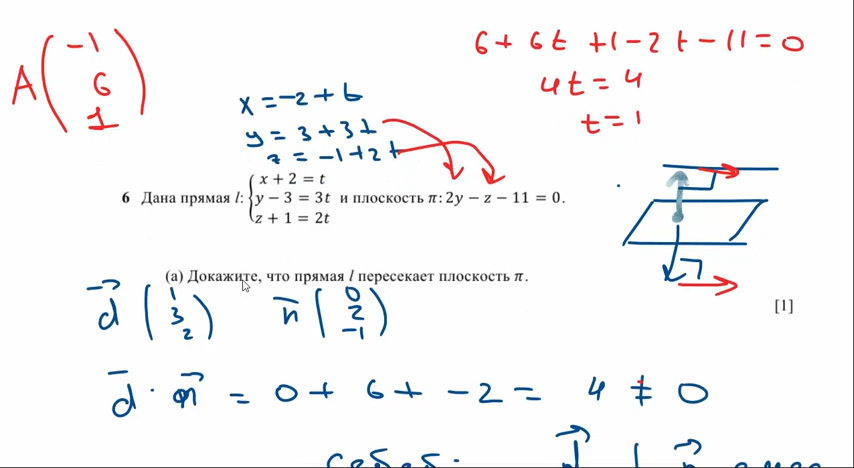 6 + 6t + 1 - 2t - 11 = 0
4t = 4
t = 1
A
-1
6
1
x = -2 + t
y = 3 + 3t
z = -1 + 2t
x + 2 = t
6 Дана прямая l: y − 3 = 3t и плоскость π: 2y − z − 11 = 0.
z + 1 = 2t
(a) Докажите, что прямая l пересекает плоскость π.
[1]
d (1 3 2) n (0 2 -1)
d · n = 0 + 6 + -2 = 4 ≠ 0